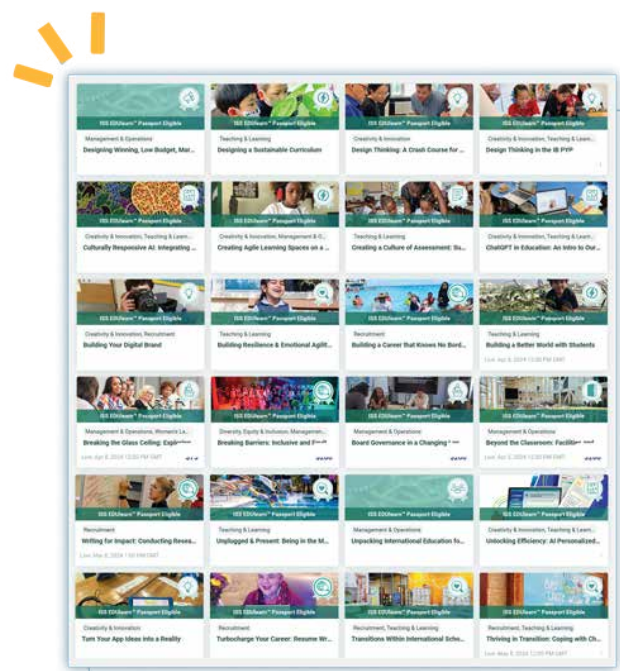 ISS EDUlearn™ Passport Eligible
ISS EDUlearn™ Passport Eligible
ISS EDUlearn™ Passport Eligible
ISS EDUlearn™ Passport Eligible
Management & Operations
Teaching & Learning
Creativity & Innovation
Creativity & Innovation, Teaching & Learn...
Designing Winning, Low Budget, Mar...
Designing a Sustainable Curriculum
Design Thinking: A Crash Course for ...
Design Thinking in the IB PYP
ISS EDUlearn™ Passport Eligible
ISS EDUlearn™ Passport Eligible
ISS EDUlearn™ Passport Eligible
ISS EDUlearn™ Passport Eligible
Creativity & Innovation, Teaching & Learn...
Creativity & Innovation, Management & O...
Teaching & Learning
Creativity & Innovation, Teaching & Learn...
Culturally Responsive AI: Integrating ...
Creating Agile Learning Spaces on a ...
Creating a Culture of Assessment: Su...
ChatGPT in Education: An Intro to Our...
ISS EDUlearn™ Passport Eligible
ISS EDUlearn™ Passport Eligible
ISS EDUlearn™ Passport Eligible
ISS EDUlearn™ Passport Eligible
Creativity & Innovation, Recruitment
Teaching & Learning
Recruitment
Teaching & Learning
Building Your Digital Brand
Building Resilience & Emotional Agilit...
Building a Career that Knows No Bord...
Building a Better World with Students
ISS EDUlearn™ Passport Eligible
ISS EDUlearn™ Passport Eligible
ISS EDUlearn™ Passport Eligible
ISS EDUlearn™ Passport Eligible
Management & Operations, Women's Le...
Diversity, Equity & Inclusion, Managemen...
Management & Operations
Management & Operations
Breaking the Glass Ceiling:
Breaking Barriers: Inclusive and
Board Governance in a Changing
Beyond the Classroom:
ISS EDUlearn™ Passport Eligible
ISS EDUlearn™ Passport Eligible
ISS EDUlearn™ Passport Eligible
ISS EDUlearn™ Passport Eligible
Recruitment
Teaching & Learning
Management & Operations
Creativity & Innovation, Teaching & Learn...
Writing for Impact: Conducting Resea...
Unplugged & Present: Being in the M...
Unpacking International Education fo...
Unlocking Efficiency: AI Personalized...
ISS EDUlearn™ Passport Eligible
ISS EDUlearn™ Passport Eligible
ISS EDUlearn™ Passport Eligible
ISS EDUlearn™ Passport Eligible
Creativity & Innovation
Recruitment
Recruitment, Teaching & Learning
Recruitment, Teaching & Learning
Turn Your App Ideas into a Reality
Turbocharge Your Career: Resume Wr...
Transitions Within International Scho...
Thriving in Transition: Coping with Ch...